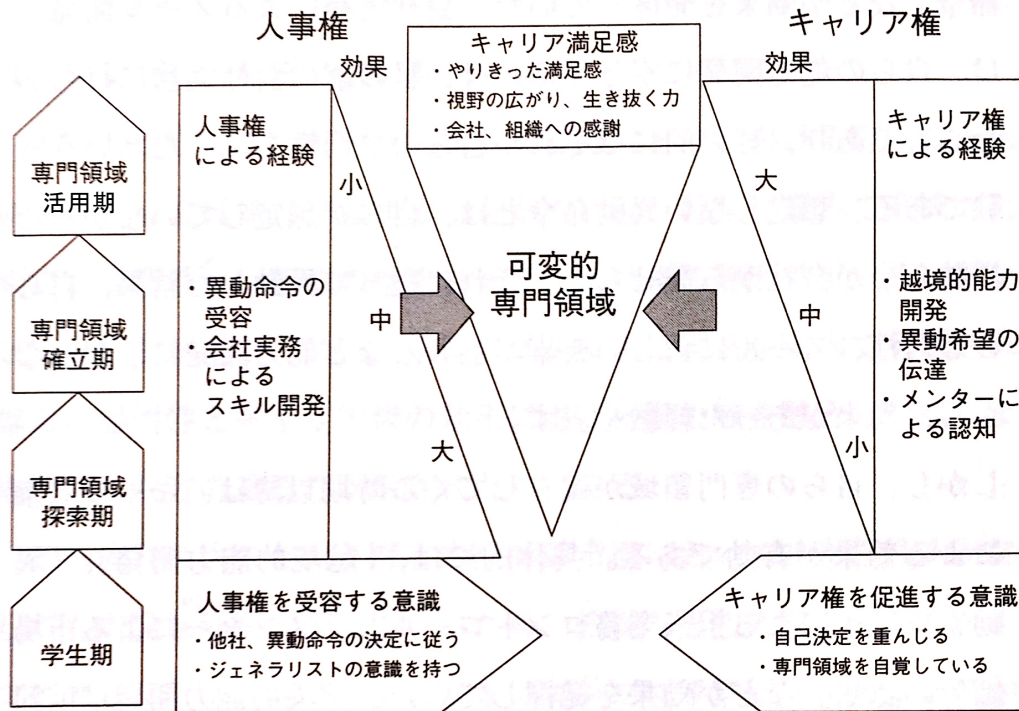 人事権
キャリア権
効果
キャリア満足感
・やりきった満足感
・視野の広がり、生き抜く力
・会社、組織への感謝
効果
専門領域
活用期
専門領域
確立期
専門領域
探索期
学生期
人事権
による経験
・異動命令の
受容
・会社実務
による
スキル開発
小
中
大
可変的
専門領域
大
中
小
キャリア権
による経験
・越境的能力
開発
・異動希望の
伝達
・メンターに
よる認知
人事権を受容する意識
・他社、異動命令の決定に従う
・ジェネラリストの意識を持つ
キャリア権を促進する意識
・自己決定を重んじる
・専門領域を自覚している